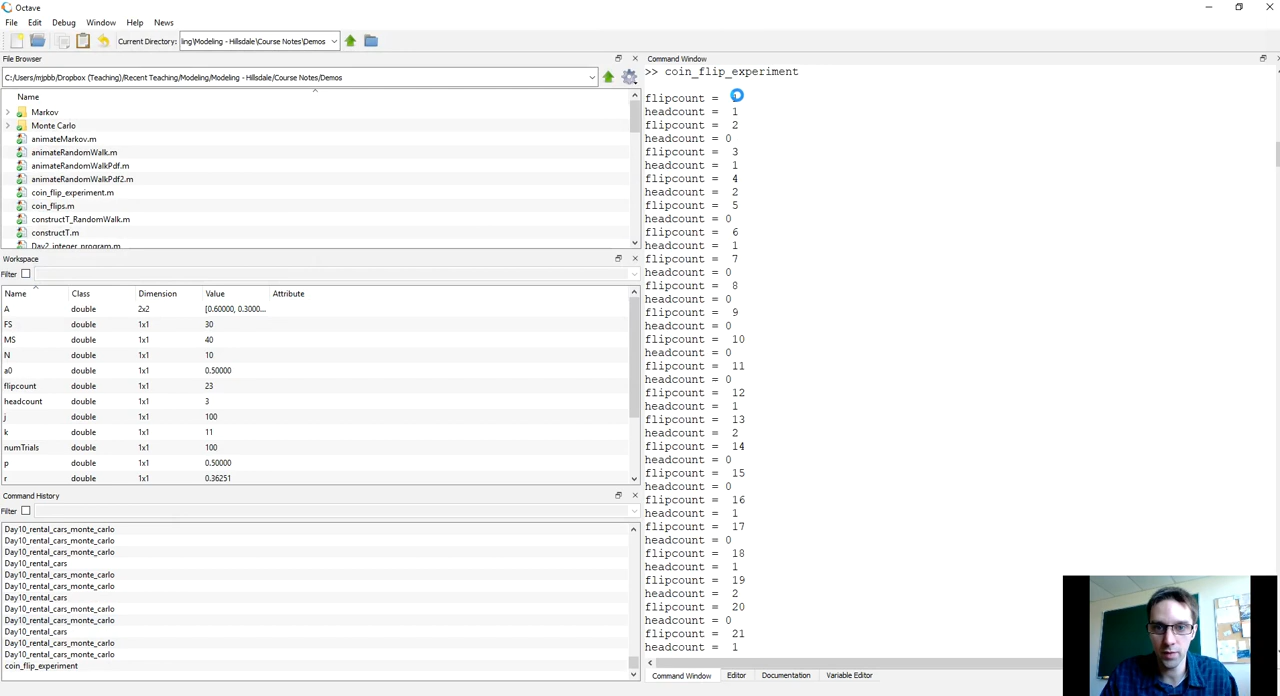 Octave
File Edit Debug Window Help News
Current Directory: ling\Modeling - Hillsdale\Course Notes\Demos
File Browser
C:/Users/mjpbb/Dropbox (Teaching)/Recent Teaching/Modeling/Modeling - Hillsdale/Course Notes/Demos
Name
Markov
Monte Carlo
animateMarkov.m
animateRandomWalk.m
animateRandomWalkPdf.m
animateRandomWalkPdf2.m
coin_flip_experiment.m
coin_flips.m
constructT_RandomWalk.m
constructT.m
Day2_integer_program.m
Workspace
Filter
Name Class Dimension Value Attribute
A double 2x2 [0.60000, 0.3000...
FS double 1x1 30
MS double 1x1 40
N double 1x1 10
a0 double 1x1 0.50000
flipcount double 1x1 23
headcount double 1x1 3
j double 1x1 100
k double 1x1 11
numTrials double 1x1 100
p double 1x1 0.50000
r double 1x1 0.36251
Command History
Filter
Day10_rental_cars_monte_carlo
Day10_rental_cars_monte_carlo
Day10_rental_cars_monte_carlo
Day10_rental_cars
Day10_rental_cars_monte_carlo
Day10_rental_cars_monte_carlo
Day10_rental_cars
Day10_rental_cars_monte_carlo
Day10_rental_cars_monte_carlo
Day10_rental_cars
Day10_rental_cars_monte_carlo
Day10_rental_cars_monte_carlo
coin_flip_experiment
Command Window
>> coin_flip_experiment
flipcount =
headcount = 1
flipcount = 2
headcount = 0
flipcount = 3
headcount = 1
flipcount = 4
headcount = 2
flipcount = 5
headcount = 0
flipcount = 6
headcount = 1
flipcount = 7
headcount = 0
flipcount = 8
headcount = 0
flipcount = 9
headcount = 0
flipcount = 10
headcount = 0
flipcount = 11
headcount = 0
flipcount = 12
headcount = 1
flipcount = 13
headcount = 2
flipcount = 14
headcount = 0
flipcount = 15
headcount = 0
flipcount = 16
headcount = 1
flipcount = 17
headcount = 0
flipcount = 18
headcount = 1
flipcount = 19
headcount = 2
flipcount = 20
headcount = 0
flipcount = 21
headcount = 1
Command Window Editor Documentation Variable Editor